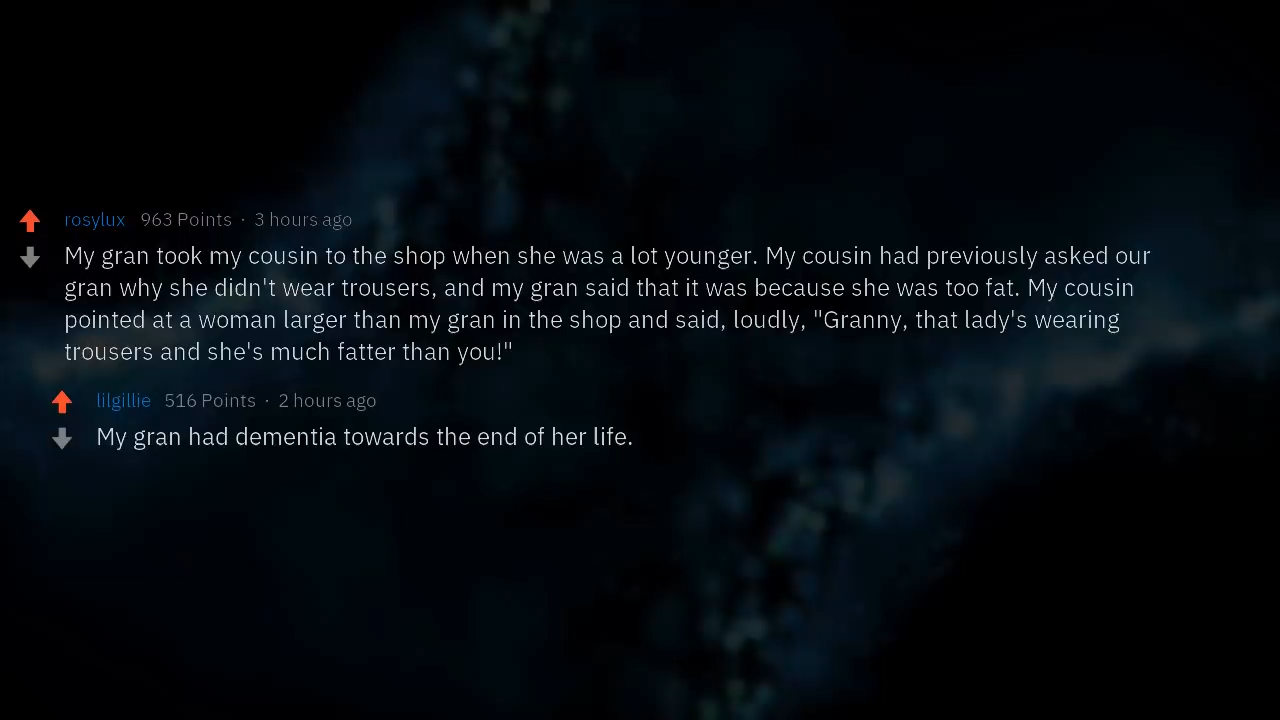 rosylux 963 Points · 3 hours ago
My gran took my cousin to the shop when she was a lot younger. My cousin had previously asked our
gran why she didn't wear trousers, and my gran said that it was because she was too fat. My cousin
pointed at a woman larger than my gran in the shop and said, loudly, "Granny, that lady's wearing
trousers and she's much fatter than you!"
lilgillie 516 Points · 2 hours ago
My gran had dementia towards the end of her life.